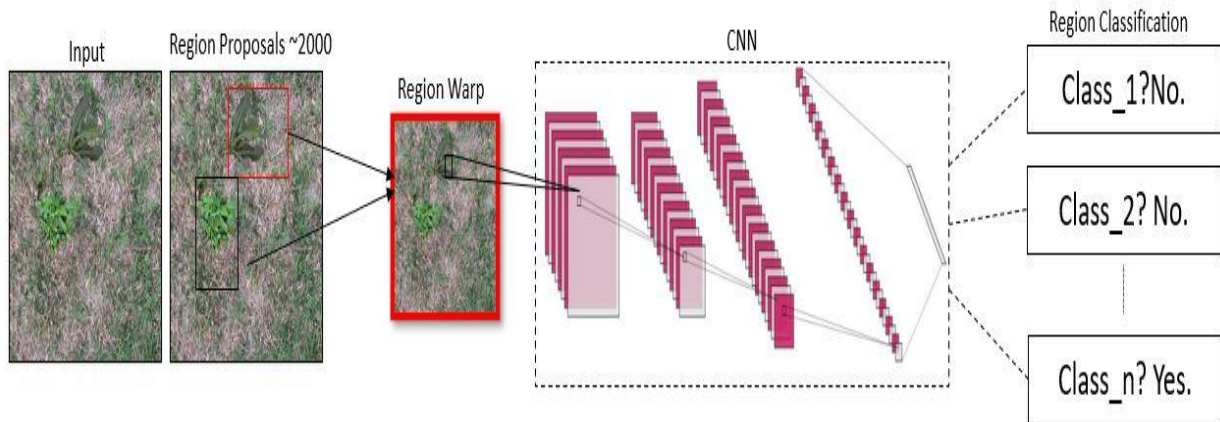 Input
Region Proposals ~2000
Region Warp
CNN
Region Classification
Class_1?No.
Class_2? No.
Class_n? Yes.